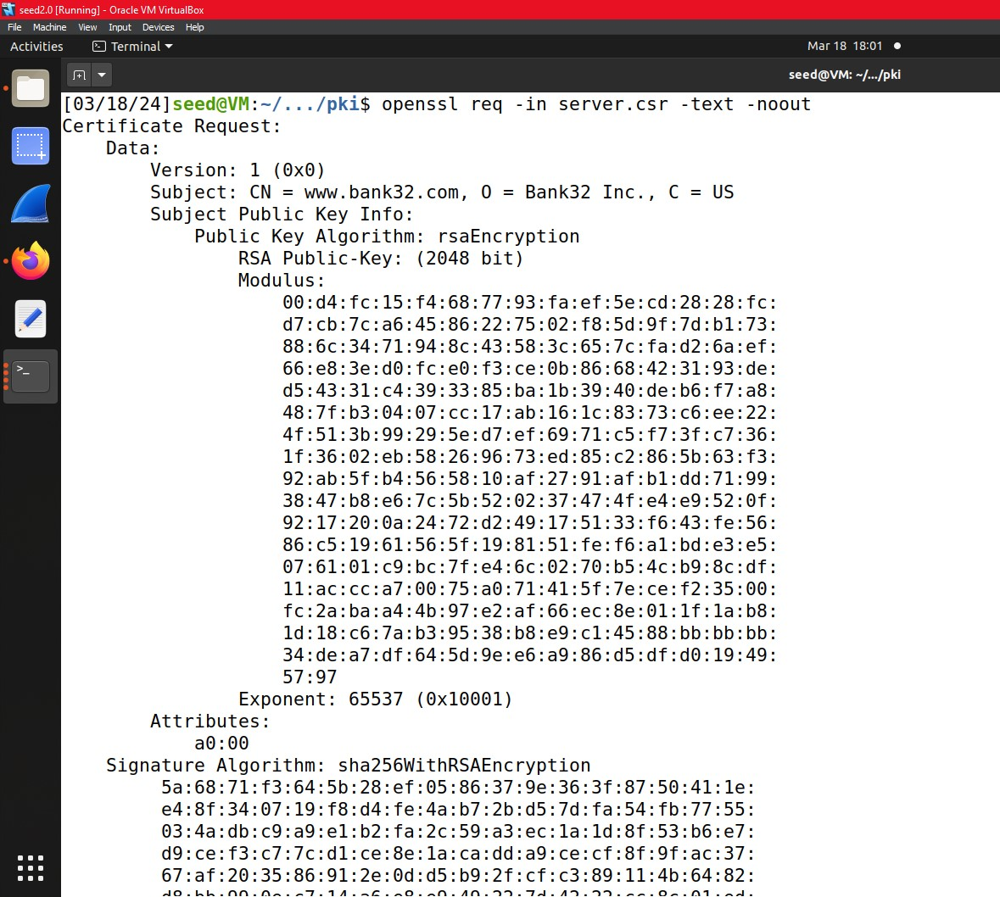 seed2.0 [Running] - Oracle VM VirtualBox
File Machine View Input Devices Help
Activities Terminal Mar 18 18:01
seed@VM: ~/.../pki
[03/18/24]seed@VM:~/.../pki$ openssl req -in server.csr -text -noout
Certificate Request:
    Data:
        Version: 1 (0x0)
        Subject: CN = www.bank32.com, O = Bank32 Inc., C = US
        Subject Public Key Info:
            Public Key Algorithm: rsaEncryption
                RSA Public-Key: (2048 bit)
                Modulus:
                    00:d4:fc:15:f4:68:77:93:fa:ef:5e:cd:28:28:fc:
                    d7:cb:7c:a6:45:86:22:75:02:f8:5d:9f:7d:b1:73:
                    88:6c:34:71:94:8c:43:58:3c:65:7c:fa:d2:6a:ef:
                    66:e8:3e:d0:fc:e0:f3:ce:0b:86:68:42:31:93:de:
                    d5:43:31:c4:39:33:85:ba:1b:39:40:de:b6:f7:a8:
                    48:7f:b3:04:07:cc:17:ab:16:1c:83:73:c6:ee:22:
                    4f:51:3b:99:29:5e:d7:ef:69:71:c5:f7:3f:c7:36:
                    1f:36:02:eb:58:26:96:73:ed:85:c2:86:5b:63:f3:
                    92:ab:5f:b4:56:58:10:af:27:91:af:b1:dd:71:99:
                    38:47:b8:e6:7c:5b:52:02:37:47:4f:e4:e9:52:0f:
                    92:17:20:0a:24:72:d2:49:17:51:33:f6:43:fe:56:
                    86:c5:19:61:56:5f:19:81:51:fe:f6:a1:bd:e3:e5:
                    07:61:01:c9:bc:7f:e4:6c:02:70:b5:4c:b9:8c:df:
                    11:ac:cc:a7:00:75:a0:71:41:5f:7e:ce:f2:35:00:
                    fc:2a:ba:a4:4b:97:e2:af:66:ec:8e:01:1f:1a:b8:
                    1d:18:c6:7a:b3:95:38:b8:e9:c1:45:88:bb:bb:bb:
                    34:de:a7:df:64:5d:9e:e6:a9:86:d5:df:d0:19:49:
                    57:97
                Exponent: 65537 (0x10001)
        Attributes:
            a0:00
    Signature Algorithm: sha256WithRSAEncryption
         5a:68:71:f3:64:5b:28:ef:05:86:37:9e:36:3f:87:50:41:1e:
         e4:8f:34:07:19:f8:d4:fe:4a:b7:2b:d5:7d:fa:54:fb:77:55:
         03:4a:db:c9:a9:e1:b2:fa:2c:59:a3:ec:1a:1d:8f:53:b6:e7:
         d9:ce:f3:c7:7c:d1:ce:8e:1a:ca:dd:a9:ce:cf:8f:9f:ac:37:
         67:af:20:35:86:91:2e:0d:d5:b9:2f:cf:c3:89:11:4b:64:82: